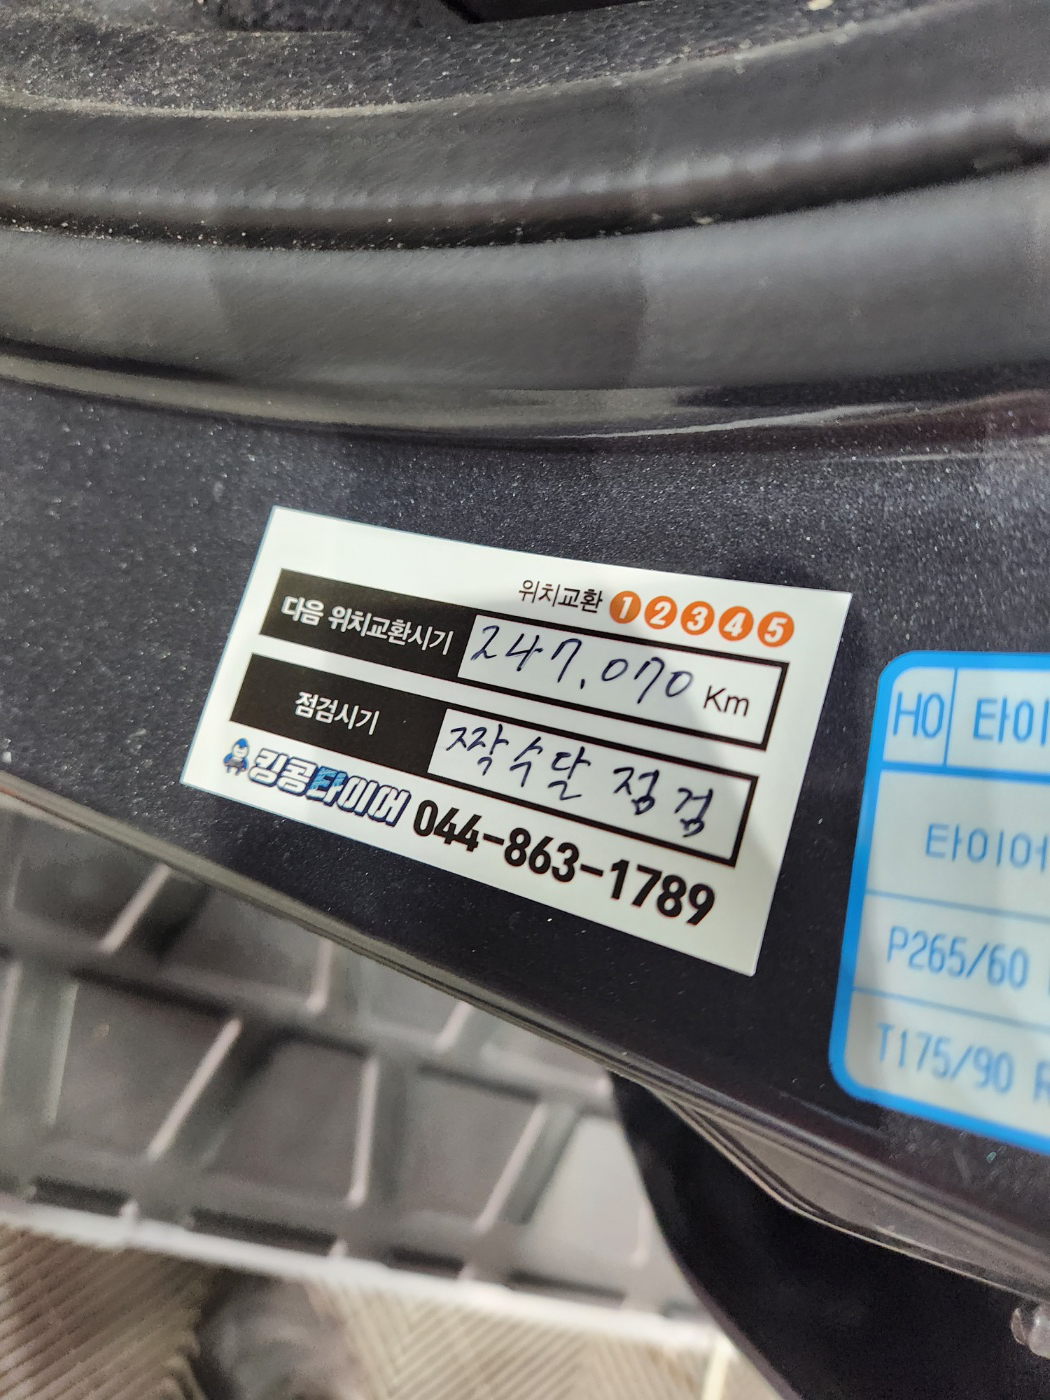 위치교환 1 2 3 4 5
다음 위치교환시기 247.070 Km
점검시기 짝수달 점검
킹콩타이어 044-863-1789
HO 타이
타이어
P265/60
T175/90 R